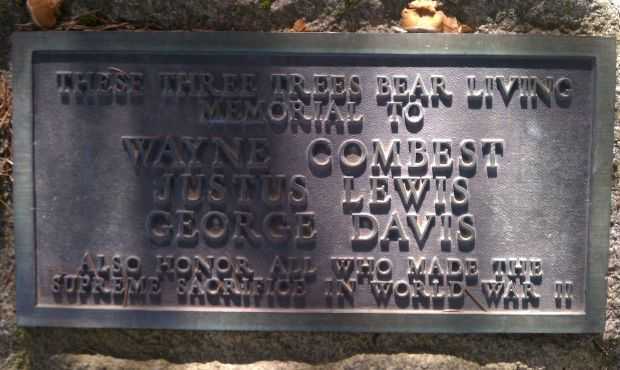 THESE THREE TREES BEAR LIVING
MEMORIAL TO
WAYNE COMBEST
JUSTUS LEWIS
GEORGE DAVIS
ALSO HONOR ALL WHO MADE THE
SUPREME SACRIFICE IN WORLD WAR II